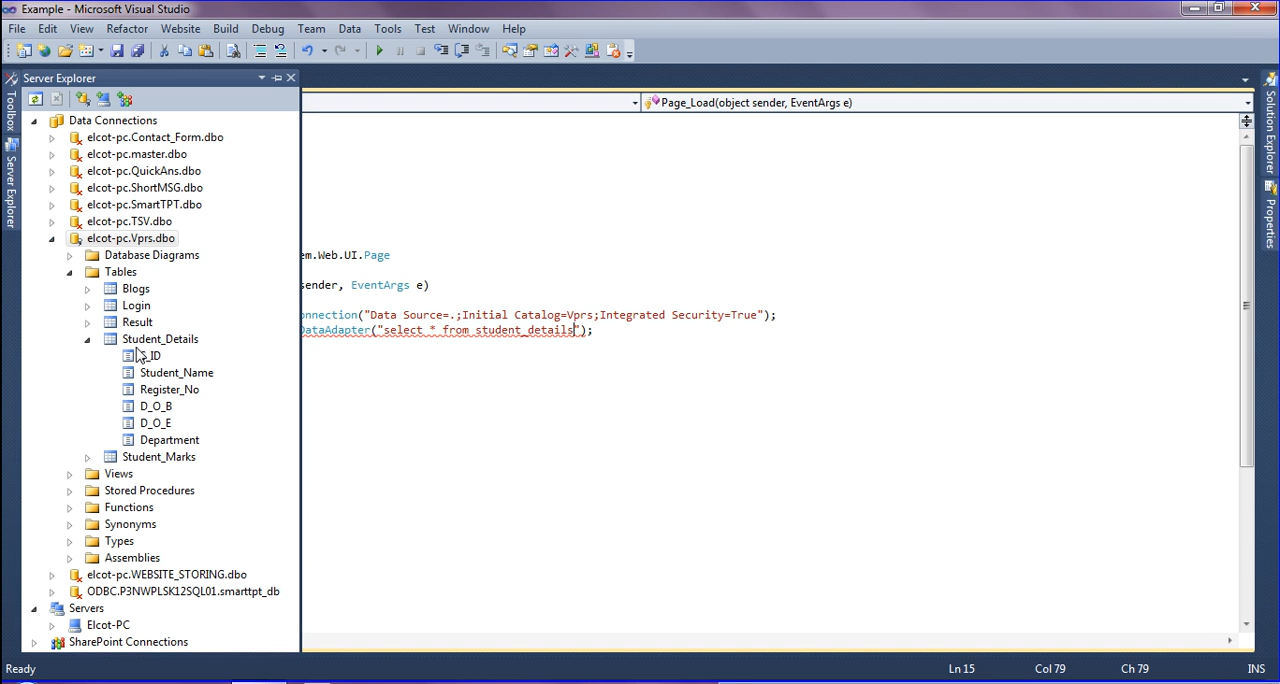 Example - Microsoft Visual Studio
File Edit View Refactor Website Build Debug Team Data Tools Test Window Help
Server Explorer
Page_Load(object sender, EventArgs e)
Toolbox
Server Explorer
Solution Explorer
Properties
Data Connections
elcot-pc.Contact_Form.dbo
elcot-pc.master.dbo
elcot-pc.QuickAns.dbo
elcot-pc.ShortMSG.dbo
elcot-pc.SmartTPT.dbo
elcot-pc.TSV.dbo
elcot-pc.Vprs.dbo
Database Diagrams
Tables
Blogs
Login
Result
Student_Details
_ID
Student_Name
Register_No
D_O_B
D_O_E
Department
Student_Marks
Views
Stored Procedures
Functions
Synonyms
Types
Assemblies
elcot-pc.WEBSITE_STORING.dbo
ODBC.P3NWPLSK12SQL01.smarttpt_db
Servers
Elcot-PC
SharePoint Connections
em.Web.UI.Page
sender, EventArgs e)
onnection("Data Source=.;Initial Catalog=Vprs;Integrated Security=True");
DataAdapter("select * from student_details");
Ready Ln 15 Col 79 Ch 79 INS